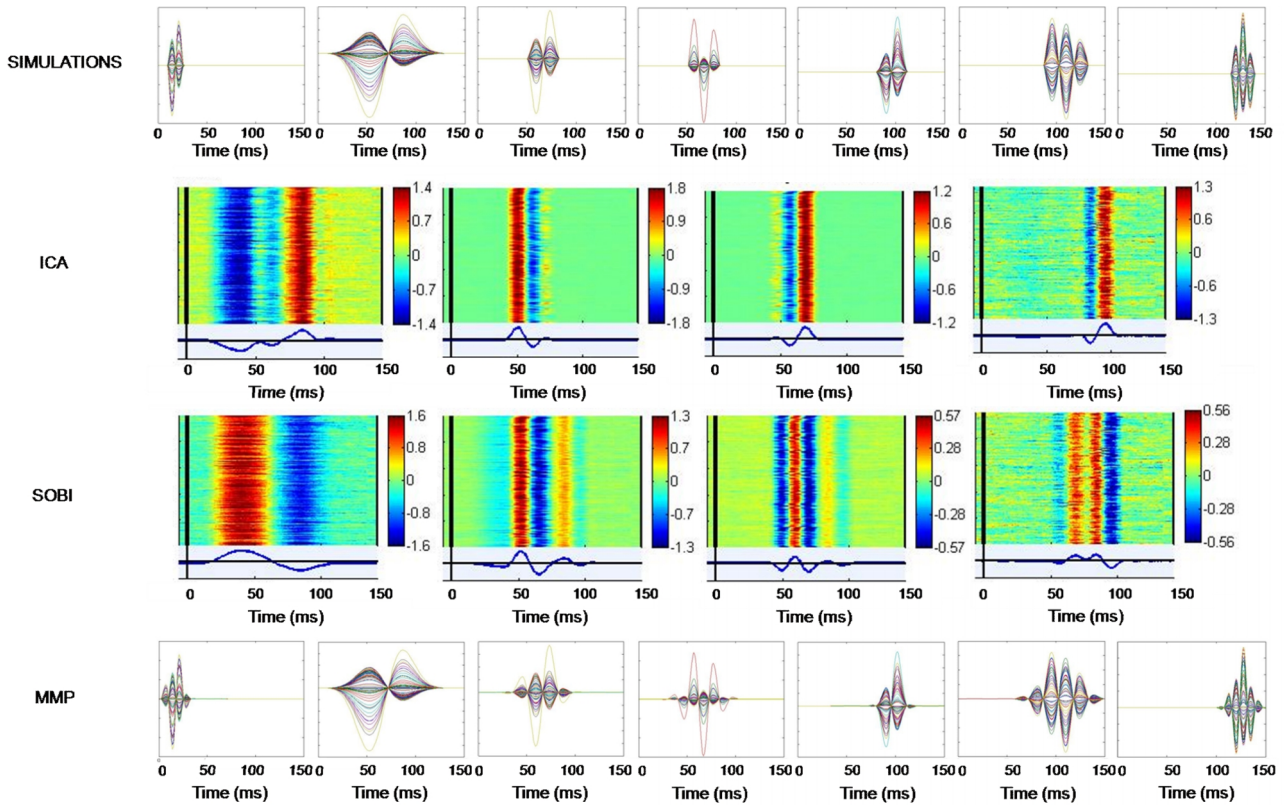 SIMULATIONS
0 50 100 150 0 50 100 150 0 50 100 150 0 50 100 150 0 50 100 150 0 50 100 150 0 50 100 150
Time (ms) Time (ms) Time (ms) Time (ms) Time (ms) Time (ms) Time (ms)
ICA
1.4 0.7 0 -0.7 -1.4
1.8 0.9 0 -1.9 -1.8
1.2 0.6 0 -0.6 -1.2
1.3 0.6 0 -0.6 -1.3
0 50 100 150 0 50 100 150 0 50 100 150 0 50 100 150
Time (ms) Time (ms) Time (ms) Time (ms)
SOBI
1.6 0.8 0 -0.8 -1.6
1.3 0.7 0 -0.7 -1.3
0.57 0.28 0 -0.28 -0.57
0.56 0.28 0 -0.28 -0.56
0 50 100 150 0 50 100 150 0 50 100 150 0 50 100 150
Time (ms) Time (ms) Time (ms) Time (ms)
MMP
0 50 100 150 0 50 100 150 0 50 100 150 0 50 100 150 0 50 100 150 0 50 100 150 0 50 100 150
Time (ms) Time (ms) Time (ms) Time (ms) Time (ms) Time (ms) Time (ms)